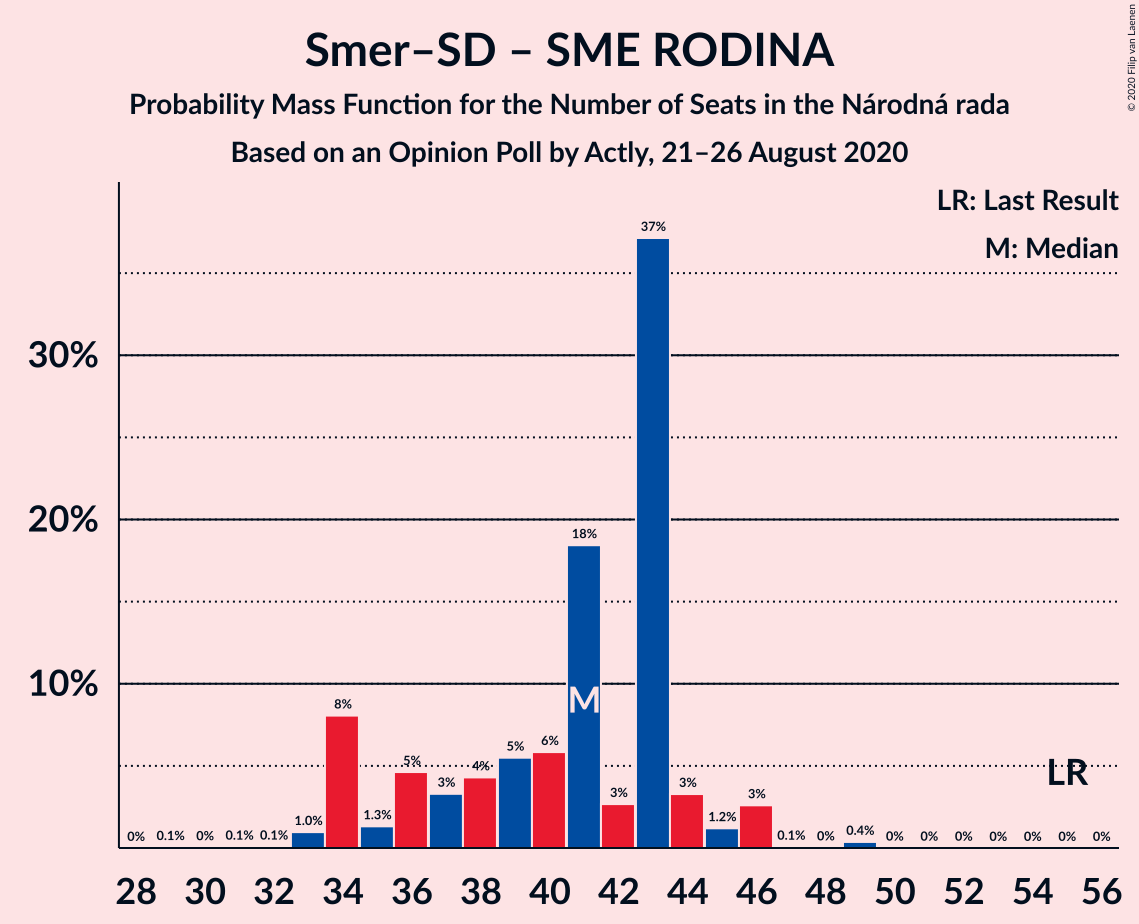 Smer–SD – SME RODINA
Probability Mass Function for the Number of Seats in the Národná rada
Based on an Opinion Poll by Actly, 21–26 August 2020
© 2020 Filip van Laenen
LR: Last Result
M: Median
37%
30%
20%
18%
10%
M
8%
LR
5%
3%
4%
5%
6%
3%
3%
3%
0% 0.1% 0% 0.1% 0.1% 1.0% 1.3% 1.2% 0.1% 0% 0.4% 0% 0% 0% 0% 0% 0% 0%
28 30 32 34 36 38 40 42 44 46 48 50 52 54 56